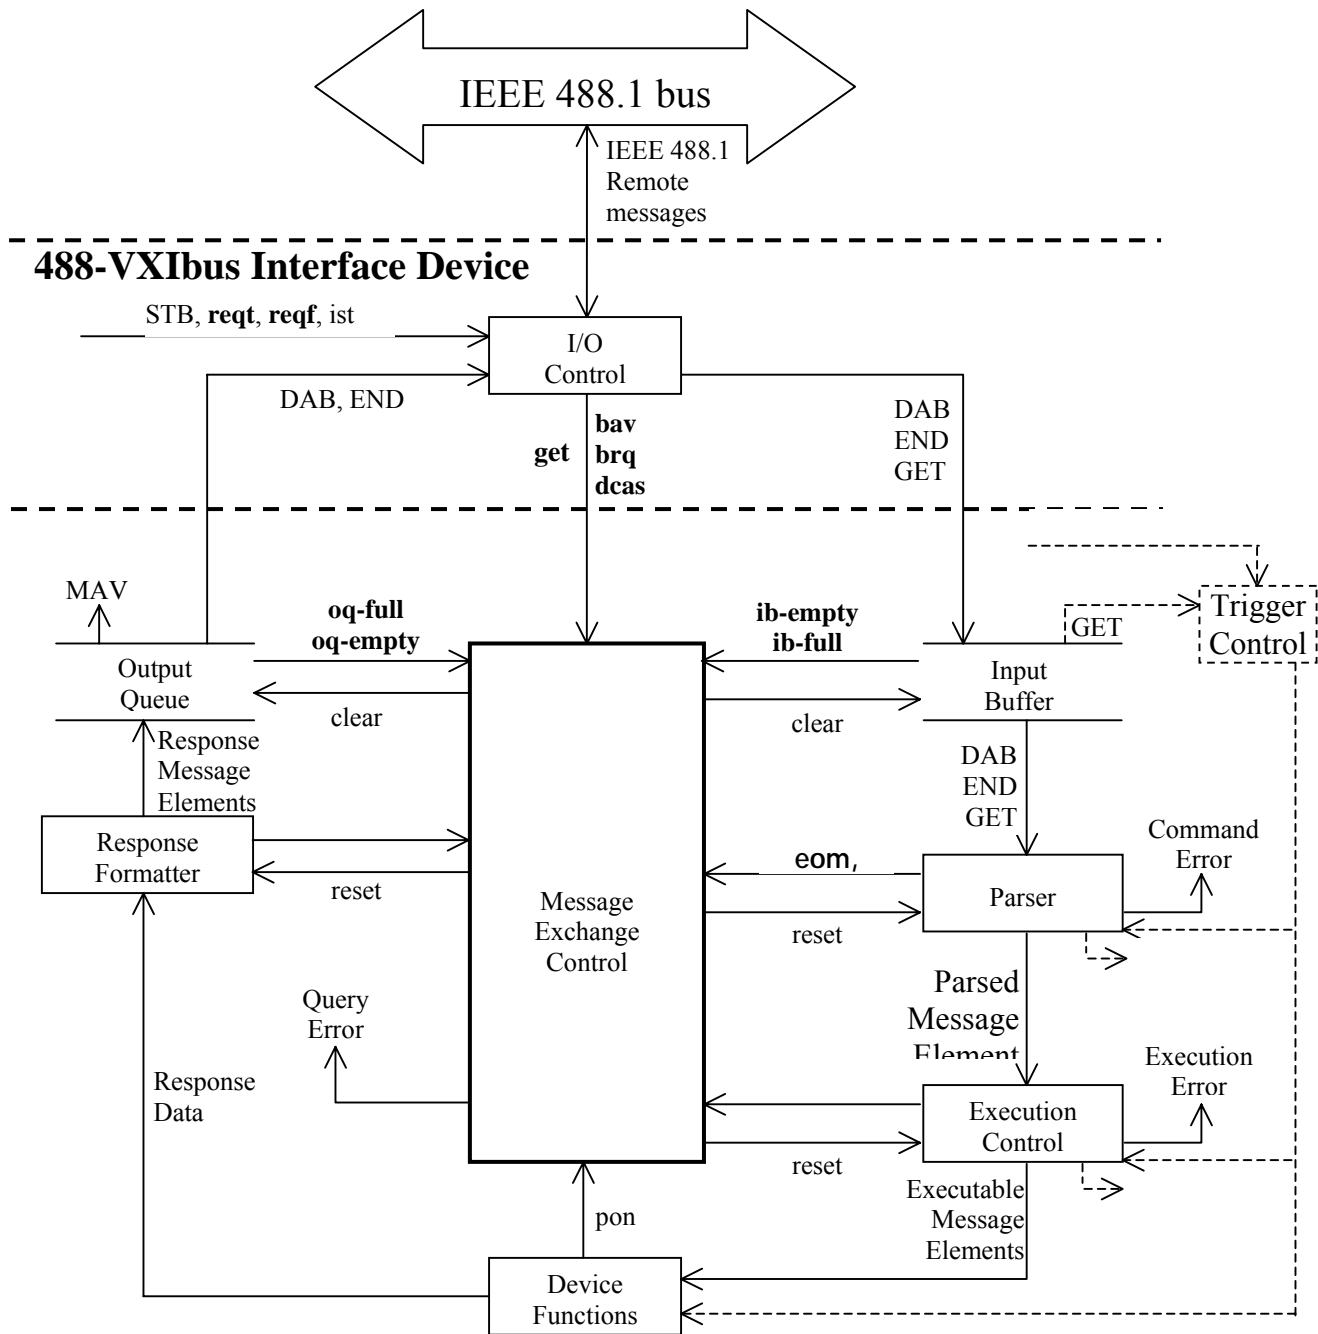 IEEE 488.1 bus
IEEE 488.1
Remote
messages
488-VXIbus Interface Device
STB, reqt, reqf, ist
I/O
Control
DAB, END
get
bav
brq
dcas
DAB
END
GET
MAV
oq-full
oq-empty
ib-empty
ib-full
GET
Trigger
Control
Output
Queue
clear
Input
Buffer
clear
Response
Message
Elements
DAB
END
GET
Response
Formatter
reset
eom,
Command
Error
Parser
reset
Message
Exchange
Control
Parsed
Message
Element
Query
Error
Response
Data
Execution
Error
Execution
Control
reset
Executable
Message
Elements
pon
Device
Functions